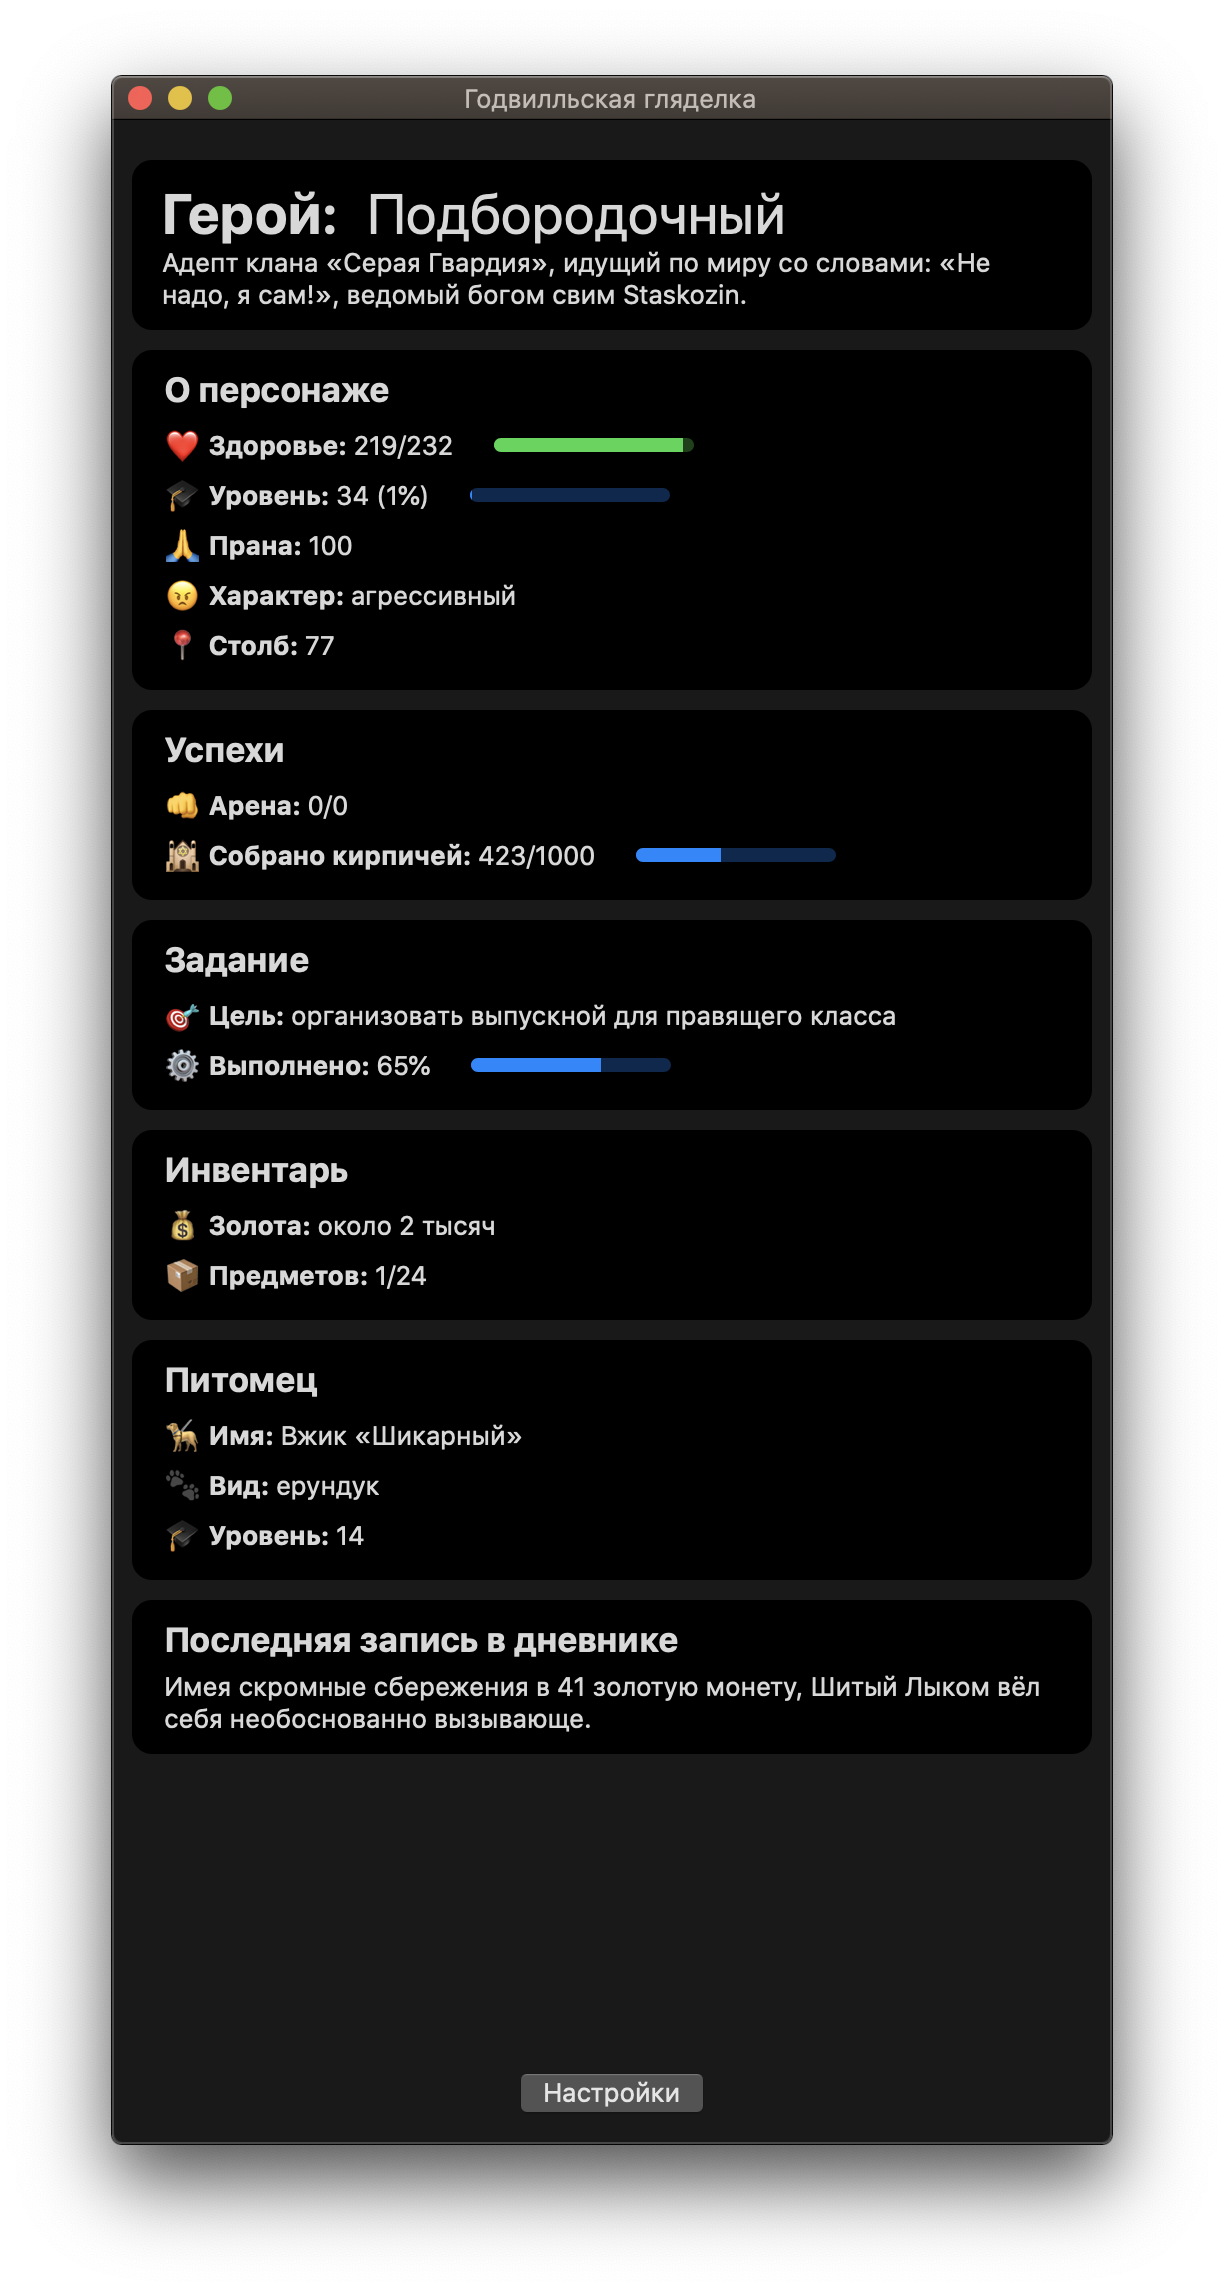 Годвилльская гляделка
Герой: Подбородочный
Адепт клана «Серая Гвардия», идущий по миру со словами: «Не
надо, я сам!», ведомый богом свим Staskozin.
О персонаже
Здоровье: 219/232
Уровень: 34 (1%)
Прана: 100
Характер: агрессивный
Столб: 77
Успехи
Арена: 0/0
Собрано кирпичей: 423/1000
Задание
Цель: организовать выпускной для правящего класса
Выполнено: 65%
Инвентарь
Золота: около 2 тысяч
Предметов: 1/24
Питомец
Имя: Вжик «Шикарный»
Вид: ерундук
Уровень: 14
Последняя запись в дневнике
Имея скромные сбережения в 41 золотую монету, Шитый Лыком вёл
себя необоснованно вызывающе.
Настройки